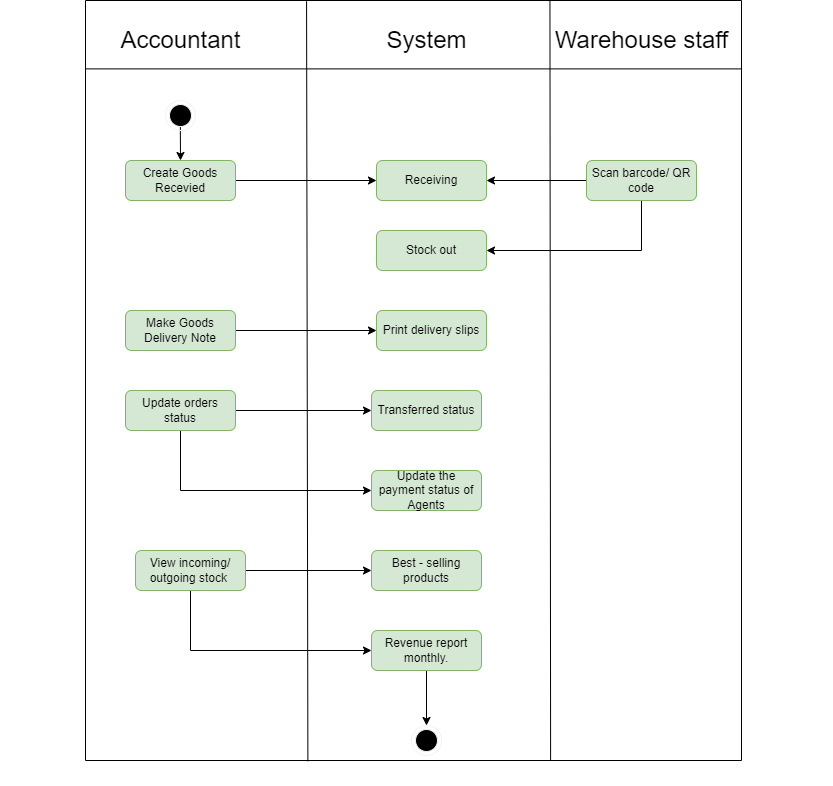 Accountant
System
Warehouse staff
Create Goods
Recevied
Receiving
Scan barcode/ QR
code
Stock out
Make Goods
Delivery Note
Print delivery slips
Update orders
status
Transferred status
Update the
payment status of
Agents
View incoming/
outgoing stock
Best - selling
products
Revenue report
monthly.